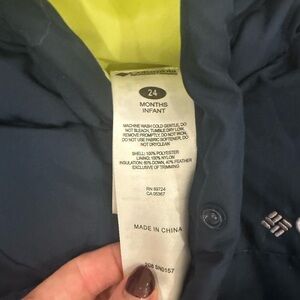 Columbia
24
MONTHS
INFANT
MACHINE WASH COLD GENTLE, DO
NOT BLEACH, TUMBLE DRY LOW,
REMOVE PROMPTLY, DO NOT IRON, DO
NOT USE FABRIC SOFTENER, DO
NOT DRYCLEAN
SHELL: 100% POLYESTER
LINING: 100% NYLON
INSULATION: 60% DOWN, 40% FEATHER
EXCLUSIVE OF TRIMMING
RN 69724
CA 05367
MADE IN CHINA
SN0157